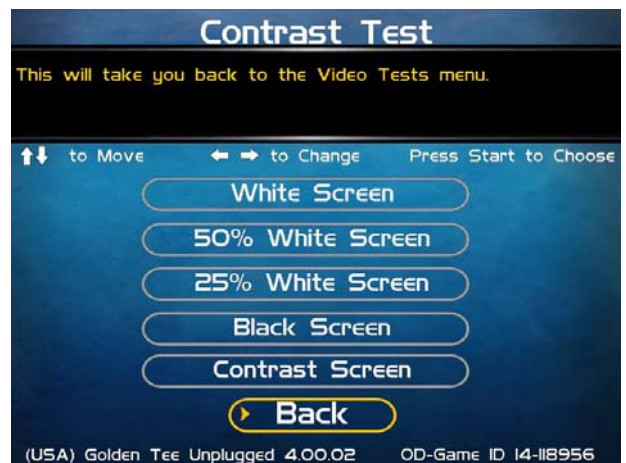 Contrast Test
This will take you back to the Video Tests menu.
to Move to Change Press Start to Choose
White Screen
50% White Screen
25% White Screen
Black Screen
Contrast Screen
Back
(USA) Golden Tee Unplugged 4.00.02 OD-Game ID 14-118956